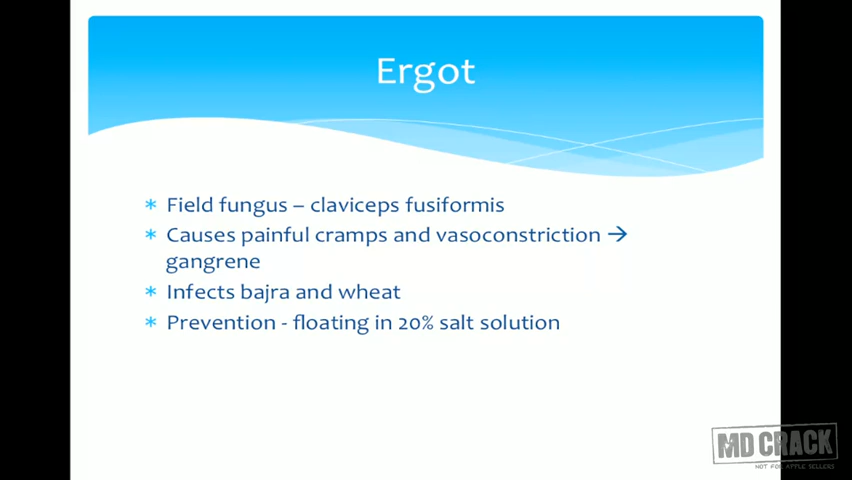 Ergot
* Field fungus – claviceps fusiformis
* Causes painful cramps and vasoconstriction →
gangrene
* Infects bajra and wheat
* Prevention - floating in 20% salt solution
MD CRACK
NOT FOR APPLE SELLERS